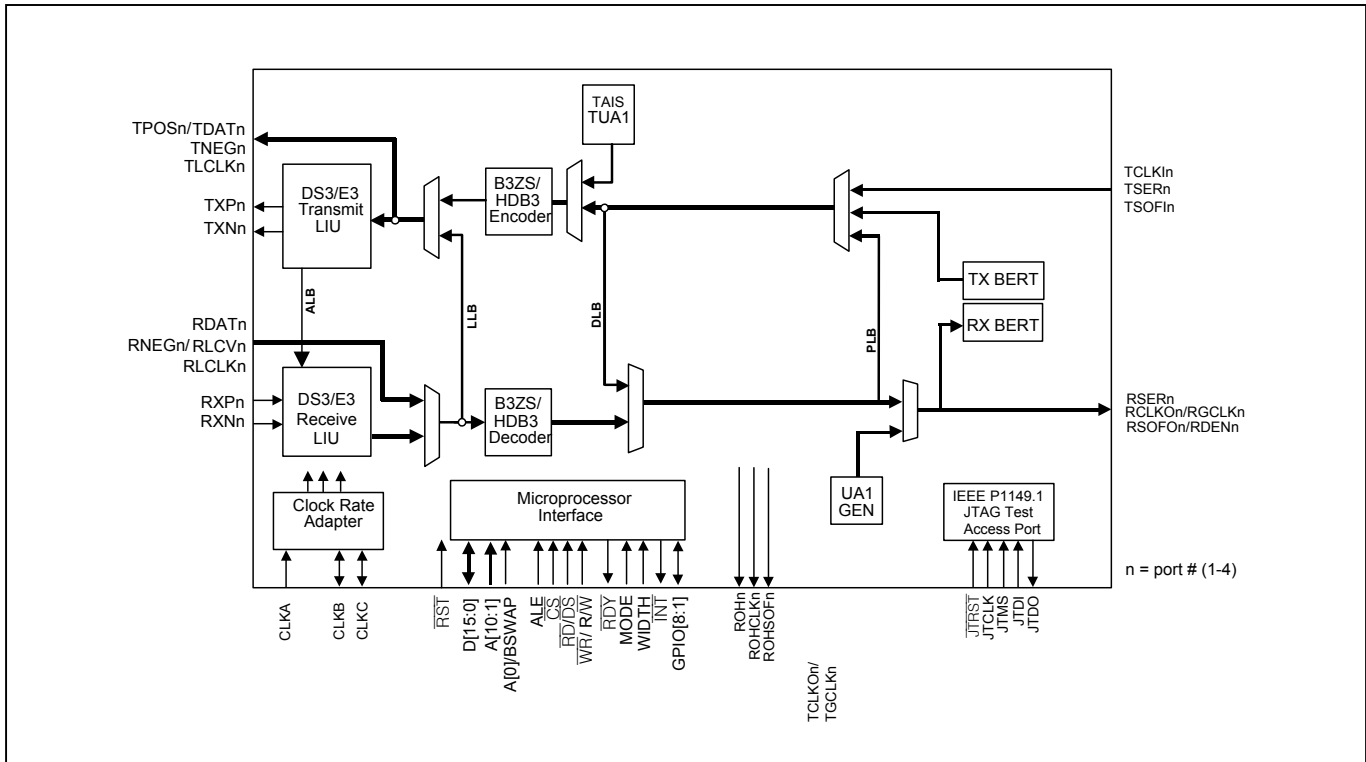 TAIS
TUA1
TPOSn/TDATn
TNEGn
TLCLKn
TXPn
TXNn
DS3/E3
Transmit
LIU
B3ZS/
HDB3
Encoder
TCLKIn
TSERn
TSOFIn
TX BERT
RX BERT
ALB
LLB
DLB
PLB
RDATn
RNEGn/ RLCVn
RLCLKn
RXPn
RXNn
DS3/E3
Receive
LIU
B3ZS/
HDB3
Decoder
RSERn
RCLKOn/RGCLKn
RSOFOn/RDENn
UA1
GEN
Clock Rate
Adapter
Microprocessor
Interface
IEEE P1149.1
JTAG Test
Access Port
n = port # (1-4)
CLKA
CLKB
CLKC
RST
D[15:0]
A[10:1]
A[0]/BSWAP
ALE
CS
RD/DS
WR/ R/W
RDY
MODE
WIDTH
INT
GPIO[8:1]
ROHn
ROHCLKn
ROHSOFn
TCLKOn/
TGCLKn
JTRST
JTCLK
JTMS
JTDI
JTDO